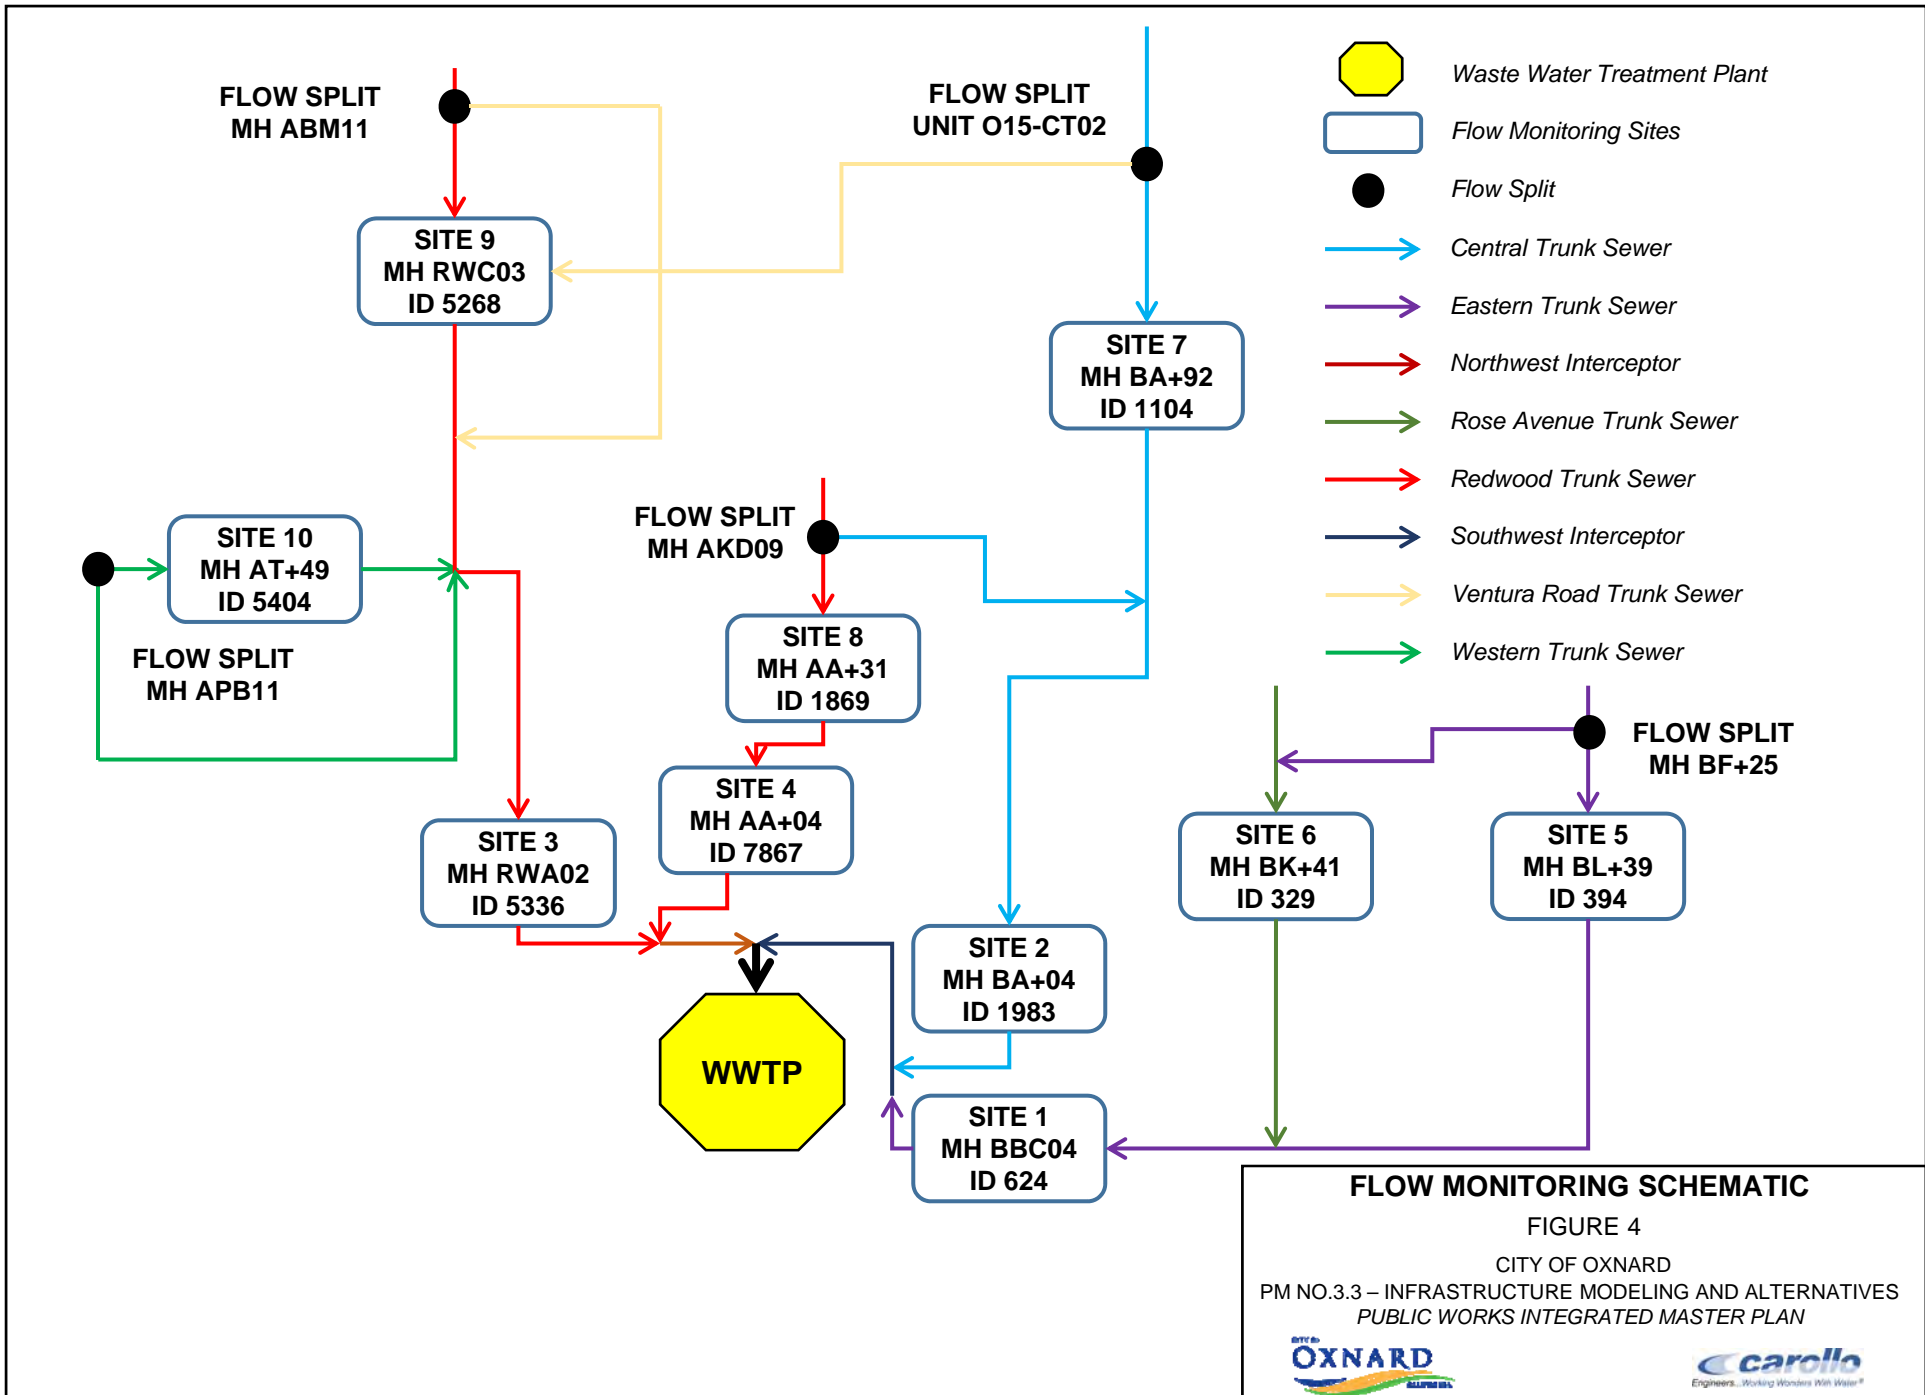 FLOW SPLIT
MH ABM11
FLOW SPLIT
UNIT O15-CT02
Waste Water Treatment Plant
Flow Monitoring Sites
Flow Split
Central Trunk Sewer
Eastern Trunk Sewer
Northwest Interceptor
Rose Avenue Trunk Sewer
Redwood Trunk Sewer
Southwest Interceptor
Ventura Road Trunk Sewer
Western Trunk Sewer
SITE 9
MH RWC03
ID 5268
SITE 7
MH BA+92
ID 1104
FLOW SPLIT
MH AKD09
SITE 10
MH AT+49
ID 5404
FLOW SPLIT
MH APB11
SITE 8
MH AA+31
ID 1869
FLOW SPLIT
MH BF+25
SITE 4
MH AA+04
ID 7867
SITE 3
MH RWA02
ID 5336
SITE 6
MH BK+41
ID 329
SITE 5
MH BL+39
ID 394
SITE 2
MH BA+04
ID 1983
WWTP
SITE 1
MH BBC04
ID 624
FLOW MONITORING SCHEMATIC
FIGURE 4
CITY OF OXNARD
PM NO.3.3 – INFRASTRUCTURE MODELING AND ALTERNATIVES
PUBLIC WORKS INTEGRATED MASTER PLAN
OXNARD
carollo
Engineers...Working Wonders With Water®